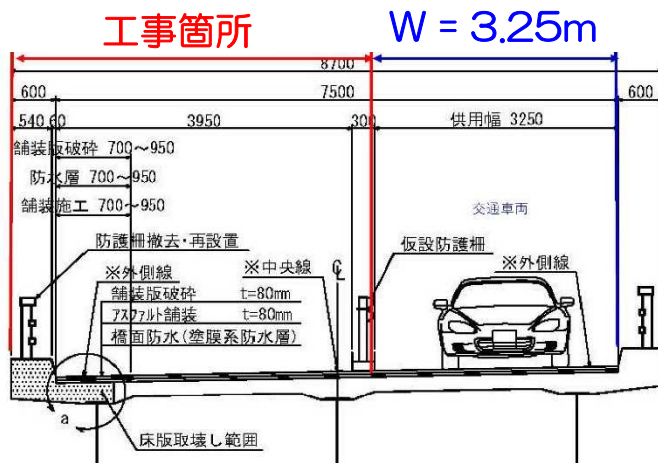 工事箇所
W = 3.25m
8700
600
7500
600
540
60
3950
300
供用幅 3250
舗装版破砕 700～950
防水層 700～950
舗装施工 700～950
交通車両
防護柵撤去・再設置
仮設防護柵
※外側線
※中央線
℄
※外側線
舗装版破砕 t=80mm
アスファルト舗装 t=80mm
橋面防水(塗膜系防水層)
a
床版取壊し範囲